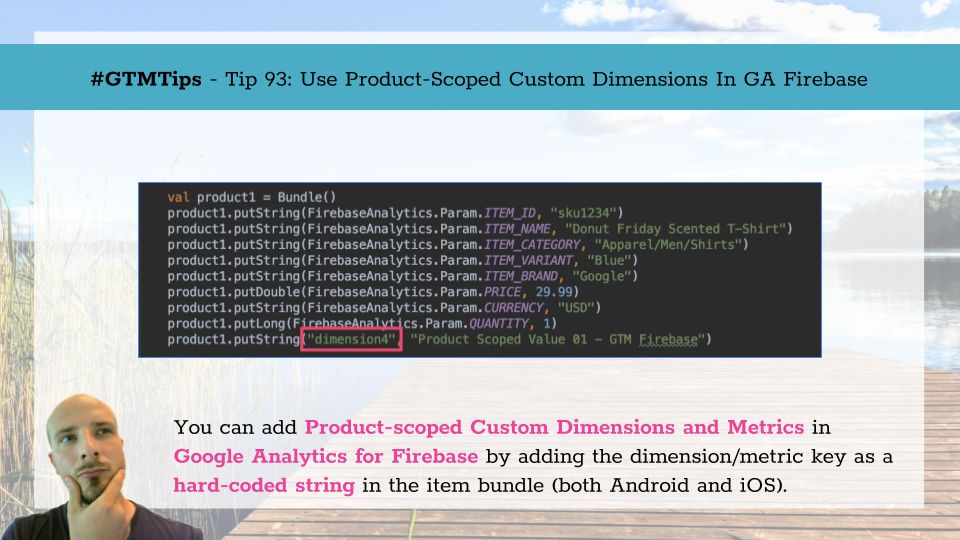 #GTMTips - Tip 93: Use Product-Scoped Custom Dimensions In GA Firebase
val product1 = Bundle()
product1.putString(FirebaseAnalytics.Param.ITEM_ID, "sku1234")
product1.putString(FirebaseAnalytics.Param.ITEM_NAME, "Donut Friday Scented T-Shirt")
product1.putString(FirebaseAnalytics.Param.ITEM_CATEGORY, "Apparel/Men/Shirts")
product1.putString(FirebaseAnalytics.Param.ITEM_VARIANT, "Blue")
product1.putString(FirebaseAnalytics.Param.ITEM_BRAND, "Google")
product1.putDouble(FirebaseAnalytics.Param.PRICE, 29.99)
product1.putString(FirebaseAnalytics.Param.CURRENCY, "USD")
product1.putLong(FirebaseAnalytics.Param.QUANTITY, 1)
product1.putString("dimension4", "Product Scoped Value 01 – GTM Firebase")
You can add Product-scoped Custom Dimensions and Metrics in
Google Analytics for Firebase by adding the dimension/metric key as a
hard-coded string in the item bundle (both Android and iOS).